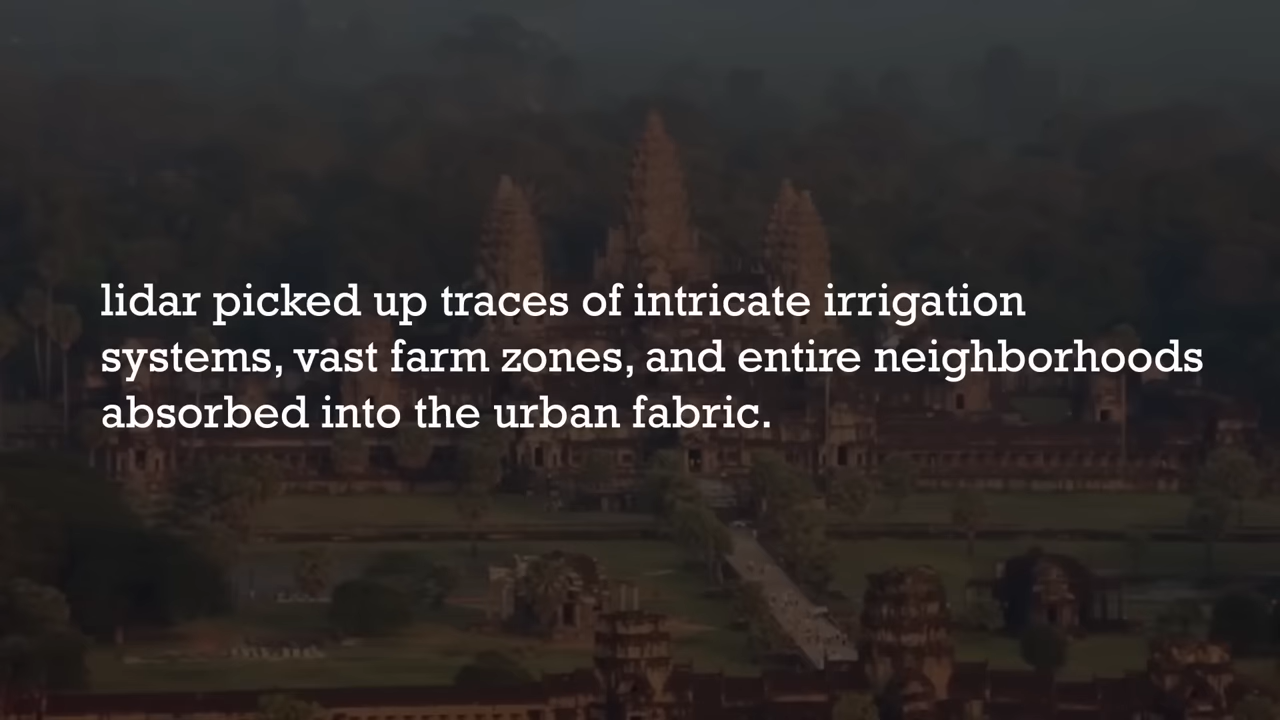 lidar picked up traces of intricate irrigation
systems, vast farm zones, and entire neighborhoods
absorbed into the urban fabric.